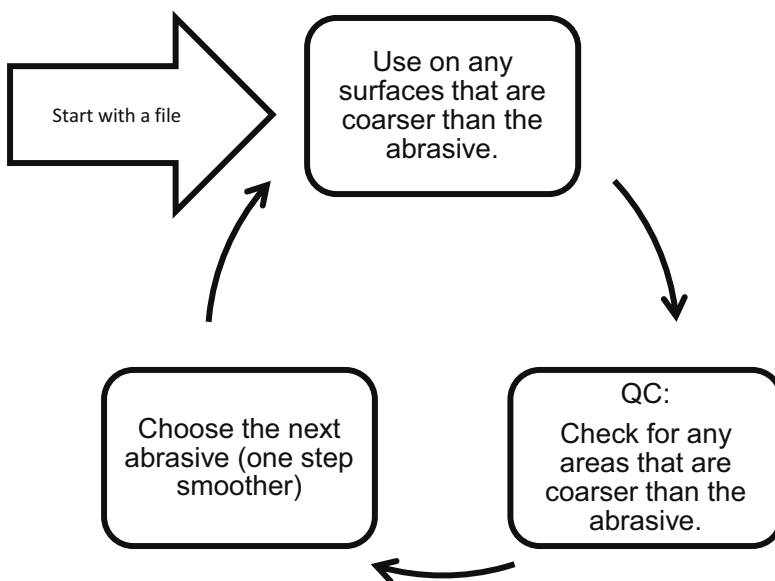 Start with a file
Use on any
surfaces that are
coarser than the
abrasive.
QC:
Check for any
areas that are
coarser than the
abrasive.
Choose the next
abrasive (one step
smoother)